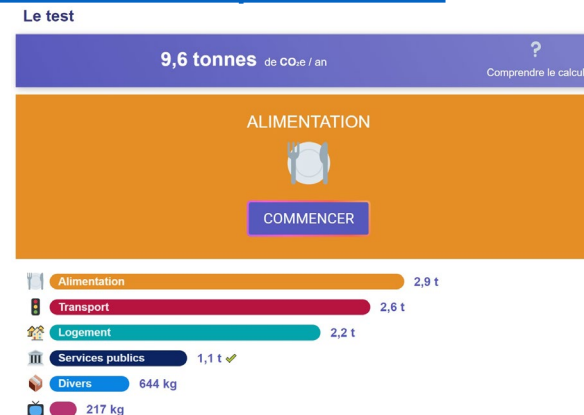 Le test
9,6 tonnes de CO₂e / an
?
Comprendre le calcul
ALIMENTATION
COMMENCER
Alimentation 2,9 t
Transport 2,6 t
Logement 2,2 t
Services publics 1,1 t
Divers 644 kg
217 kg